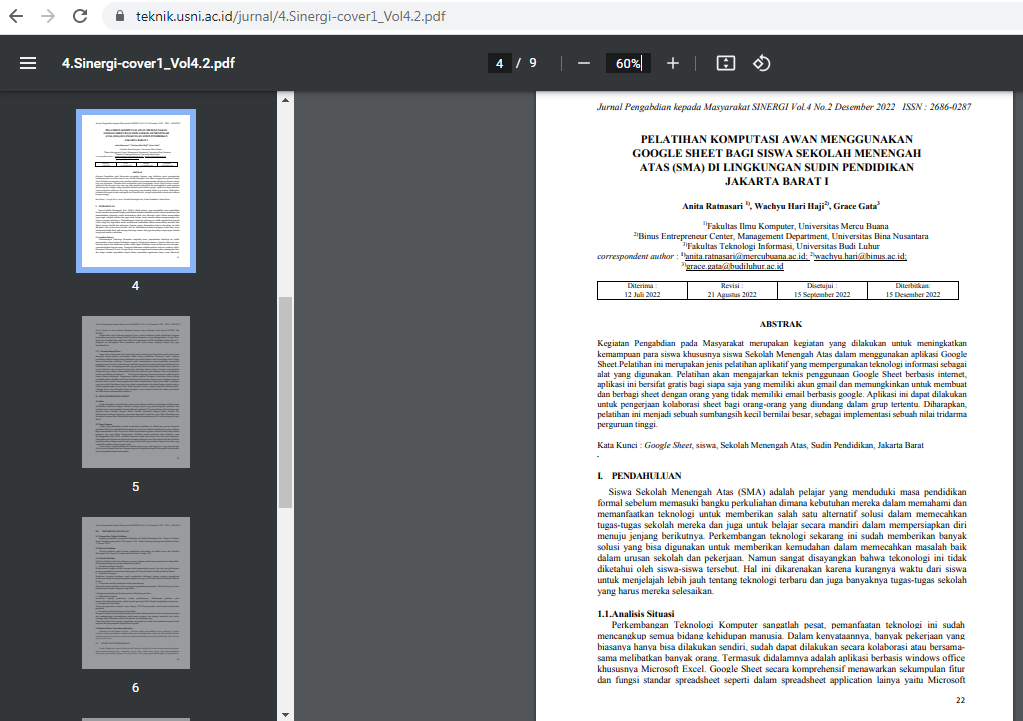 teknik.usni.ac.id/jurnal/4.Sinergi-cover1_Vol4.2.pdf
4.Sinergi-cover1_Vol4.2.pdf
4 / 9
60%
4
5
6
Jurnal Pengabdian kepada Masyarakat SINERGI Vol.4 No.2 Desember 2022 ISSN : 2686-0287
PELATIHAN KOMPUTASI AWAN MENGGUNAKAN
GOOGLE SHEET BAGI SISWA SEKOLAH MENENGAH
ATAS (SMA) DI LINGKUNGAN SUDIN PENDIDIKAN
JAKARTA BARAT I
Anita Ratnasari 1), Wachyu Hari Haji2), Grace Gata3
1)Fakultas Ilmu Komputer, Universitas Mercu Buana
2)Binus Entrepreneur Center, Management Department, Universitas Bina Nusantara
3)Fakultas Teknologi Informasi, Universitas Budi Luhur
correspondent author : 1)anita.ratnasari@mercubuana.ac.id; 2)wachyu.hari@binus.ac.id;
3)grace.gata@budiluhur.ac.id
Diterima : Revisi : Disetujui : Diterbitkan:
12 Juli 2022 21 Agustus 2022 15 September 2022 15 Desember 2022
ABSTRAK
Kegiatan Pengabdian pada Masyarakat merupakan kegiatan yang dilakukan untuk meningkatkan
kemampuan para siswa khususnya siswa Sekolah Menengah Atas dalam menggunakan aplikasi Google
Sheet.Pelatihan ini merupakan jenis pelatihan aplikatif yang mempergunakan teknologi informasi sebagai
alat yang digunakan. Pelatihan akan mengajarkan teknis penggunaan Google Sheet berbasis internet,
aplikasi ini bersifat gratis bagi siapa saja yang memiliki akun gmail dan memungkinkan untuk membuat
dan berbagi sheet dengan orang yang tidak memiliki email berbasis google. Aplikasi ini dapat dilakukan
untuk pengerjaan kolaborasi sheet bagi orang-orang yang diundang dalam grup tertentu. Diharapkan,
pelatihan ini menjadi sebuah sumbangsih kecil bernilai besar, sebagai implementasi sebuah nilai tridarma
perguruan tinggi.
Kata Kunci : Google Sheet, siswa, Sekolah Menengah Atas, Sudin Pendidikan, Jakarta Barat
.
I. PENDAHULUAN
Siswa Sekolah Menengah Atas (SMA) adalah pelajar yang menduduki masa pendidikan
formal sebelum memasuki bangku perkuliahan dimana kebutuhan mereka dalam memahami dan
memanfaatkan teknologi untuk memberikan salah satu alternatif solusi dalam memecahkan
tugas-tugas sekolah mereka dan juga untuk belajar secara mandiri dalam mempersiapkan diri
menuju jenjang berikutnya. Perkembangan teknologi sekarang ini sudah memberikan banyak
solusi yang bisa digunakan untuk memberikan kemudahan dalam memecahkan masalah baik
dalam urusan sekolah dan pekerjaan. Namun sangat disayangkan bahwa tekonologi ini tidak
diketahui oleh siswa-siswa tersebut. Hal ini dikarenakan karena kurangnya waktu dari siswa
untuk menjelajah lebih jauh tentang teknologi terbaru dan juga banyaknya tugas-tugas sekolah
yang harus mereka selesaikan.
1.1.Analisis Situasi
Perkembangan Teknologi Komputer sangatlah pesat, pemanfaatan teknologi ini sudah
mencangkup semua bidang kehidupan manusia. Dalam kenyataannya, banyak pekerjaan yang
biasanya hanya bisa dilakukan sendiri, sudah dapat dilakukan secara kolaborasi atau bersama-
sama melibatkan banyak orang. Termasuk didalamnya adalah aplikasi berbasis windows office
khususnya Microsoft Excel. Google Sheet secara komprehensif menawarkan sekumpulan fitur
dan fungsi standar spreadsheet seperti dalam spreadsheet application lainya yaitu Microsoft
22